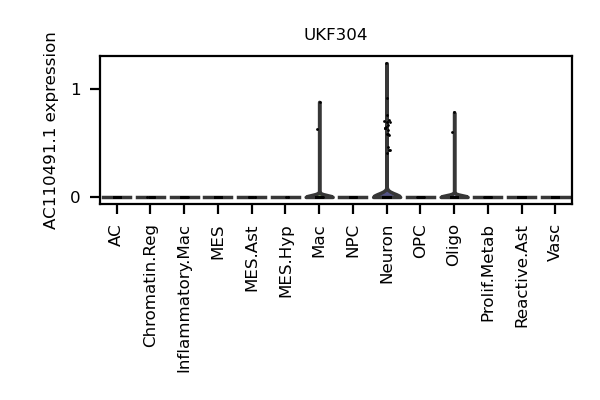 UKF304
AC110491.1 expression
1
0
AC
Chromatin.Reg
Inflammatory.Mac
MES
MES.Ast
MES.Hyp
Mac
NPC
Neuron
OPC
Oligo
Prolif.Metab
Reactive.Ast
Vasc